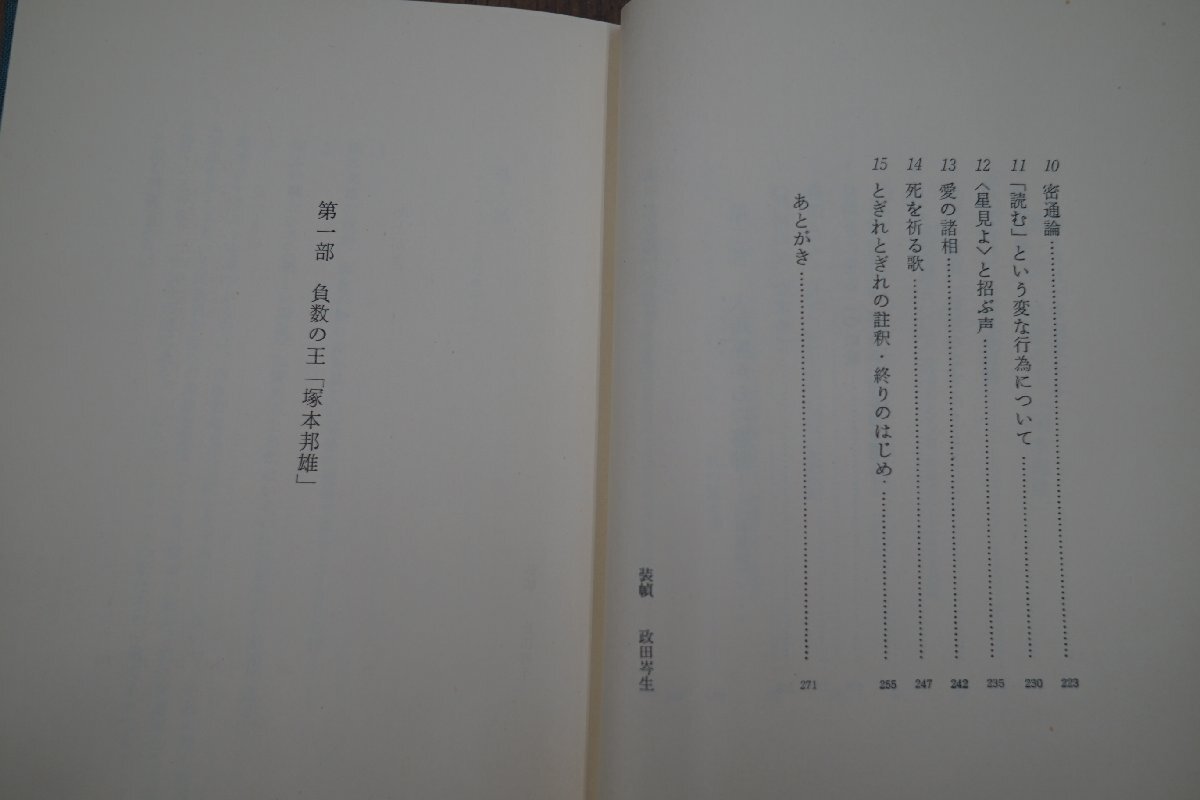 10 密通論……223
11 「読む」という変な行為について……230
12 〈星見よ〉と招ぶ声……235
13 愛の諸相……242
14 死を祈る歌……247
15 とぎれとぎれの註釈・終りのはじめ……255
あとがき……271
装幀 政田岑生
第一部 負数の王「塚本邦雄」